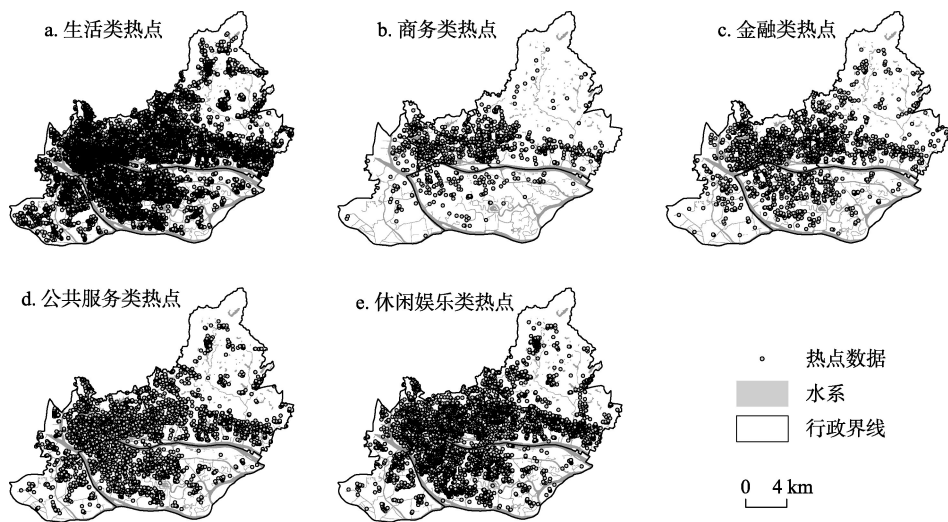 a. 生活类热点
b. 商务类热点
c. 金融类热点
d. 公共服务类热点
e. 休闲娱乐类热点
热点数据
水系
行政界线
0 4 km